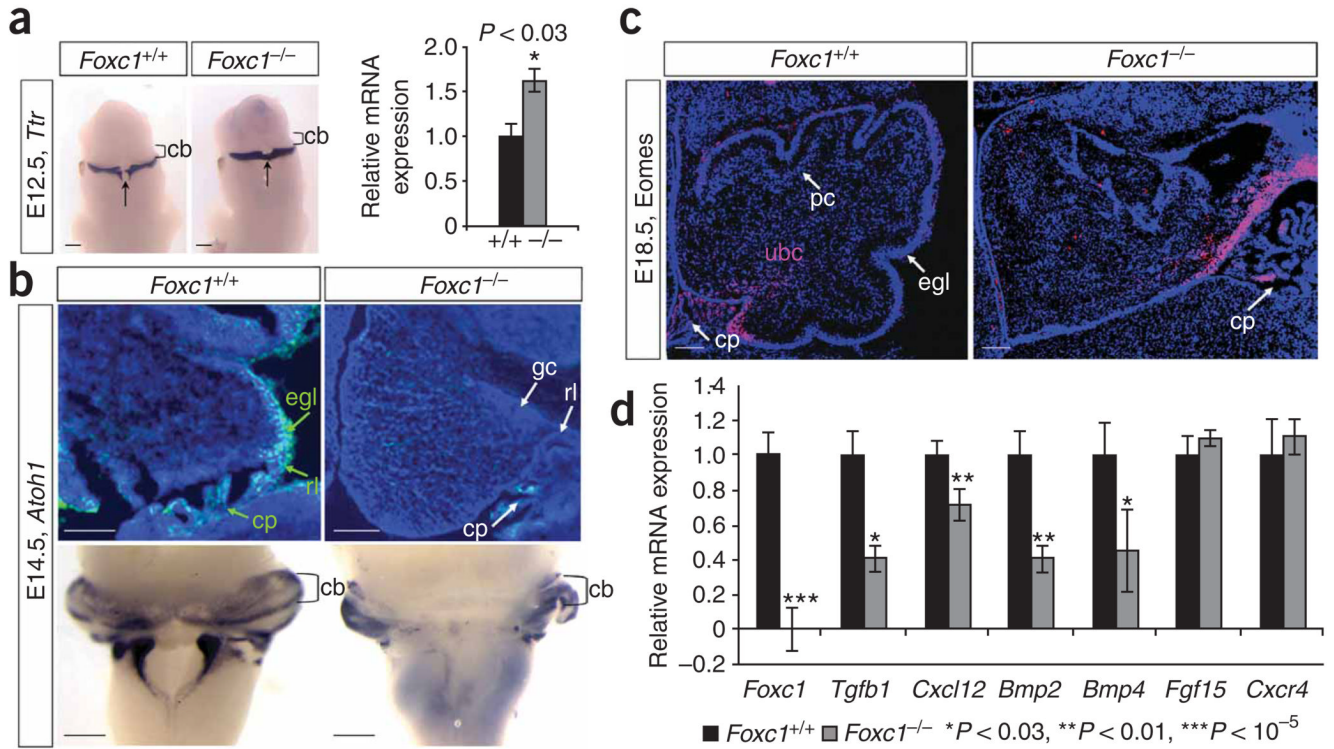 a
Foxc1+/+
Foxc1−/−
E12.5, Ttr
cb
cb
P < 0.03
*
Relative mRNA
expression
2.0
1.5
1.0
0.5
0
+/+ −/−
b
Foxc1+/+
Foxc1−/−
E14.5, Atoh1
egl
rl
cp
gc
rl
cp
cb
cb
c
Foxc1+/+
Foxc1−/−
E18.5, Eomes
pc
ubc
egl
cp
cp
d
Relative mRNA expression
1.4
1.2
1.0
0.8
0.6
0.4
0.2
0
−0.2
***
*
**
**
*
Foxc1 Tgfb1 Cxcl12 Bmp2 Bmp4 Fgf15 Cxcr4
Foxc1+/+ Foxc1−/− *P < 0.03, **P < 0.01, ***P < 10−5